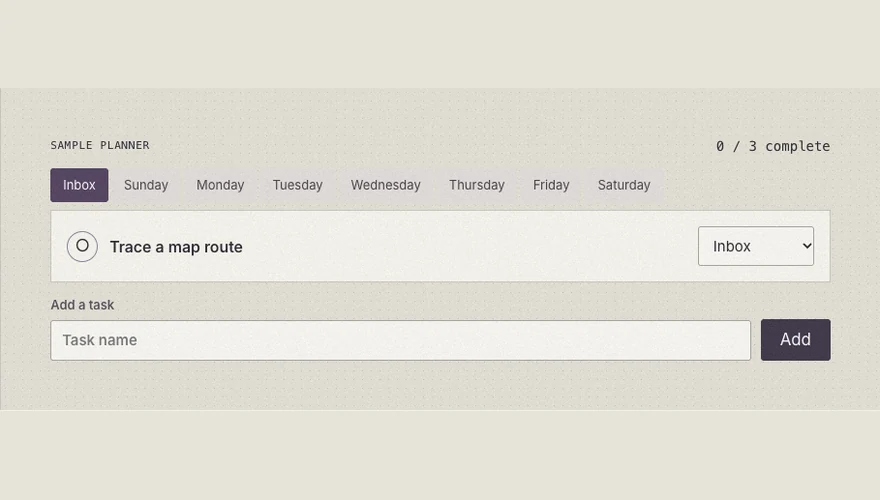 SAMPLE PLANNER
0 / 3 complete
Inbox Sunday Monday Tuesday Wednesday Thursday Friday Saturday
Trace a map route Inbox
Add a task
Task name Add